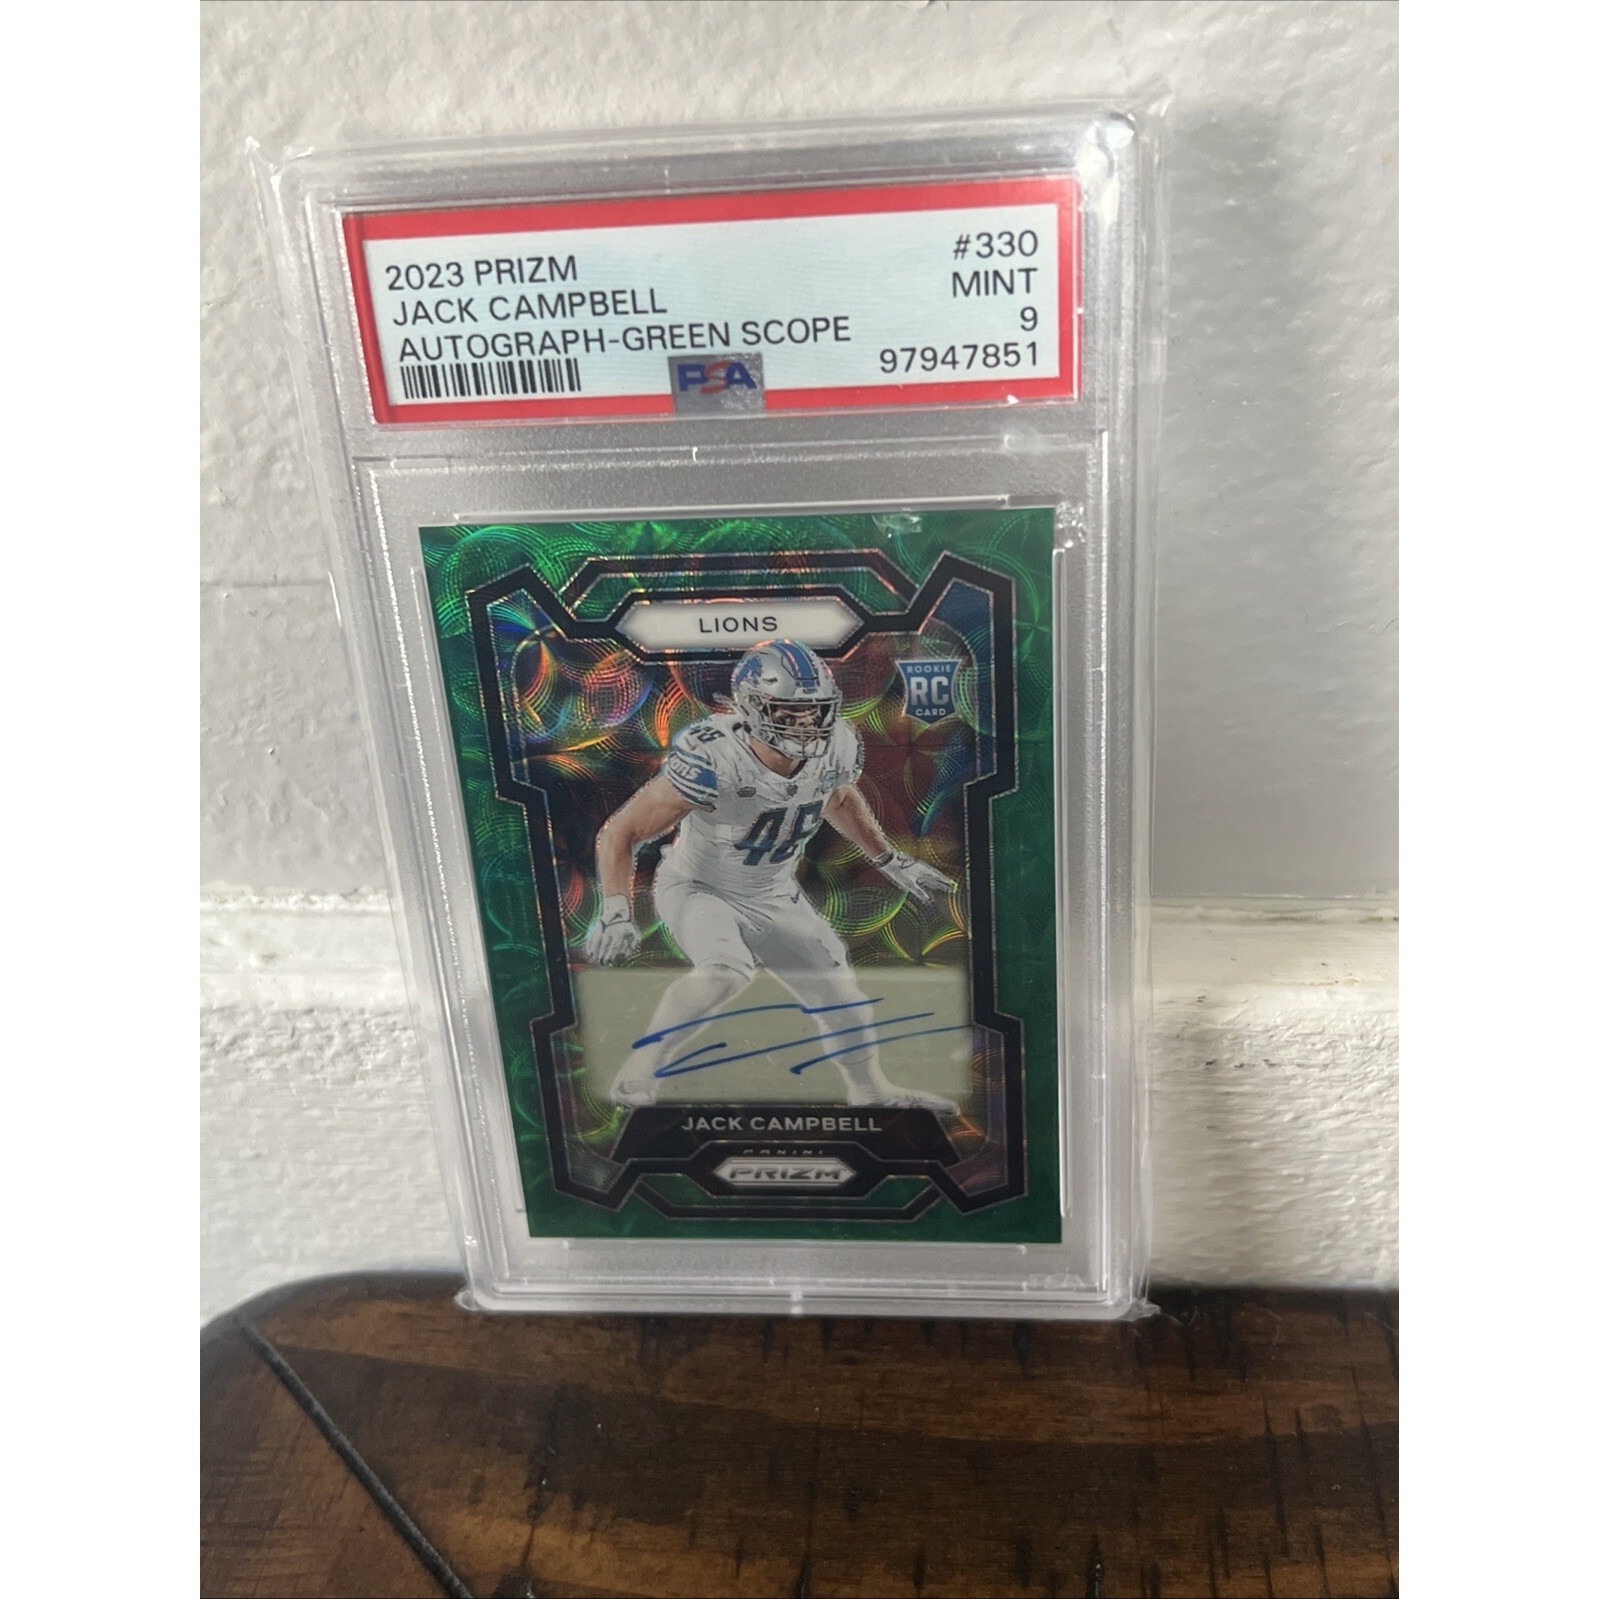 2023 PRIZM
JACK CAMPBELL
AUTOGRAPH-GREEN SCOPE
#330
MINT
9
97947851
PSA
LIONS
ROOKIE
RC
CARD
46
46
JACK CAMPBELL
PANINI
PRIZM